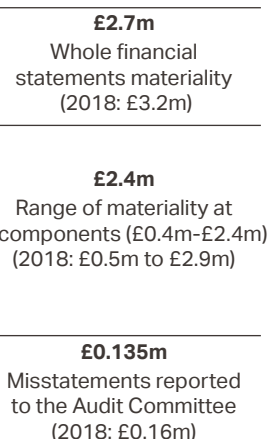 £2.7m
Whole financial
statements materiality
(2018: £3.2m)
£2.4m
Range of materiality at
components (£0.4m-£2.4m)
(2018: £0.5m to £2.9m)
£0.135m
Misstatements reported
to the Audit Committee
(2018: £0.16m)